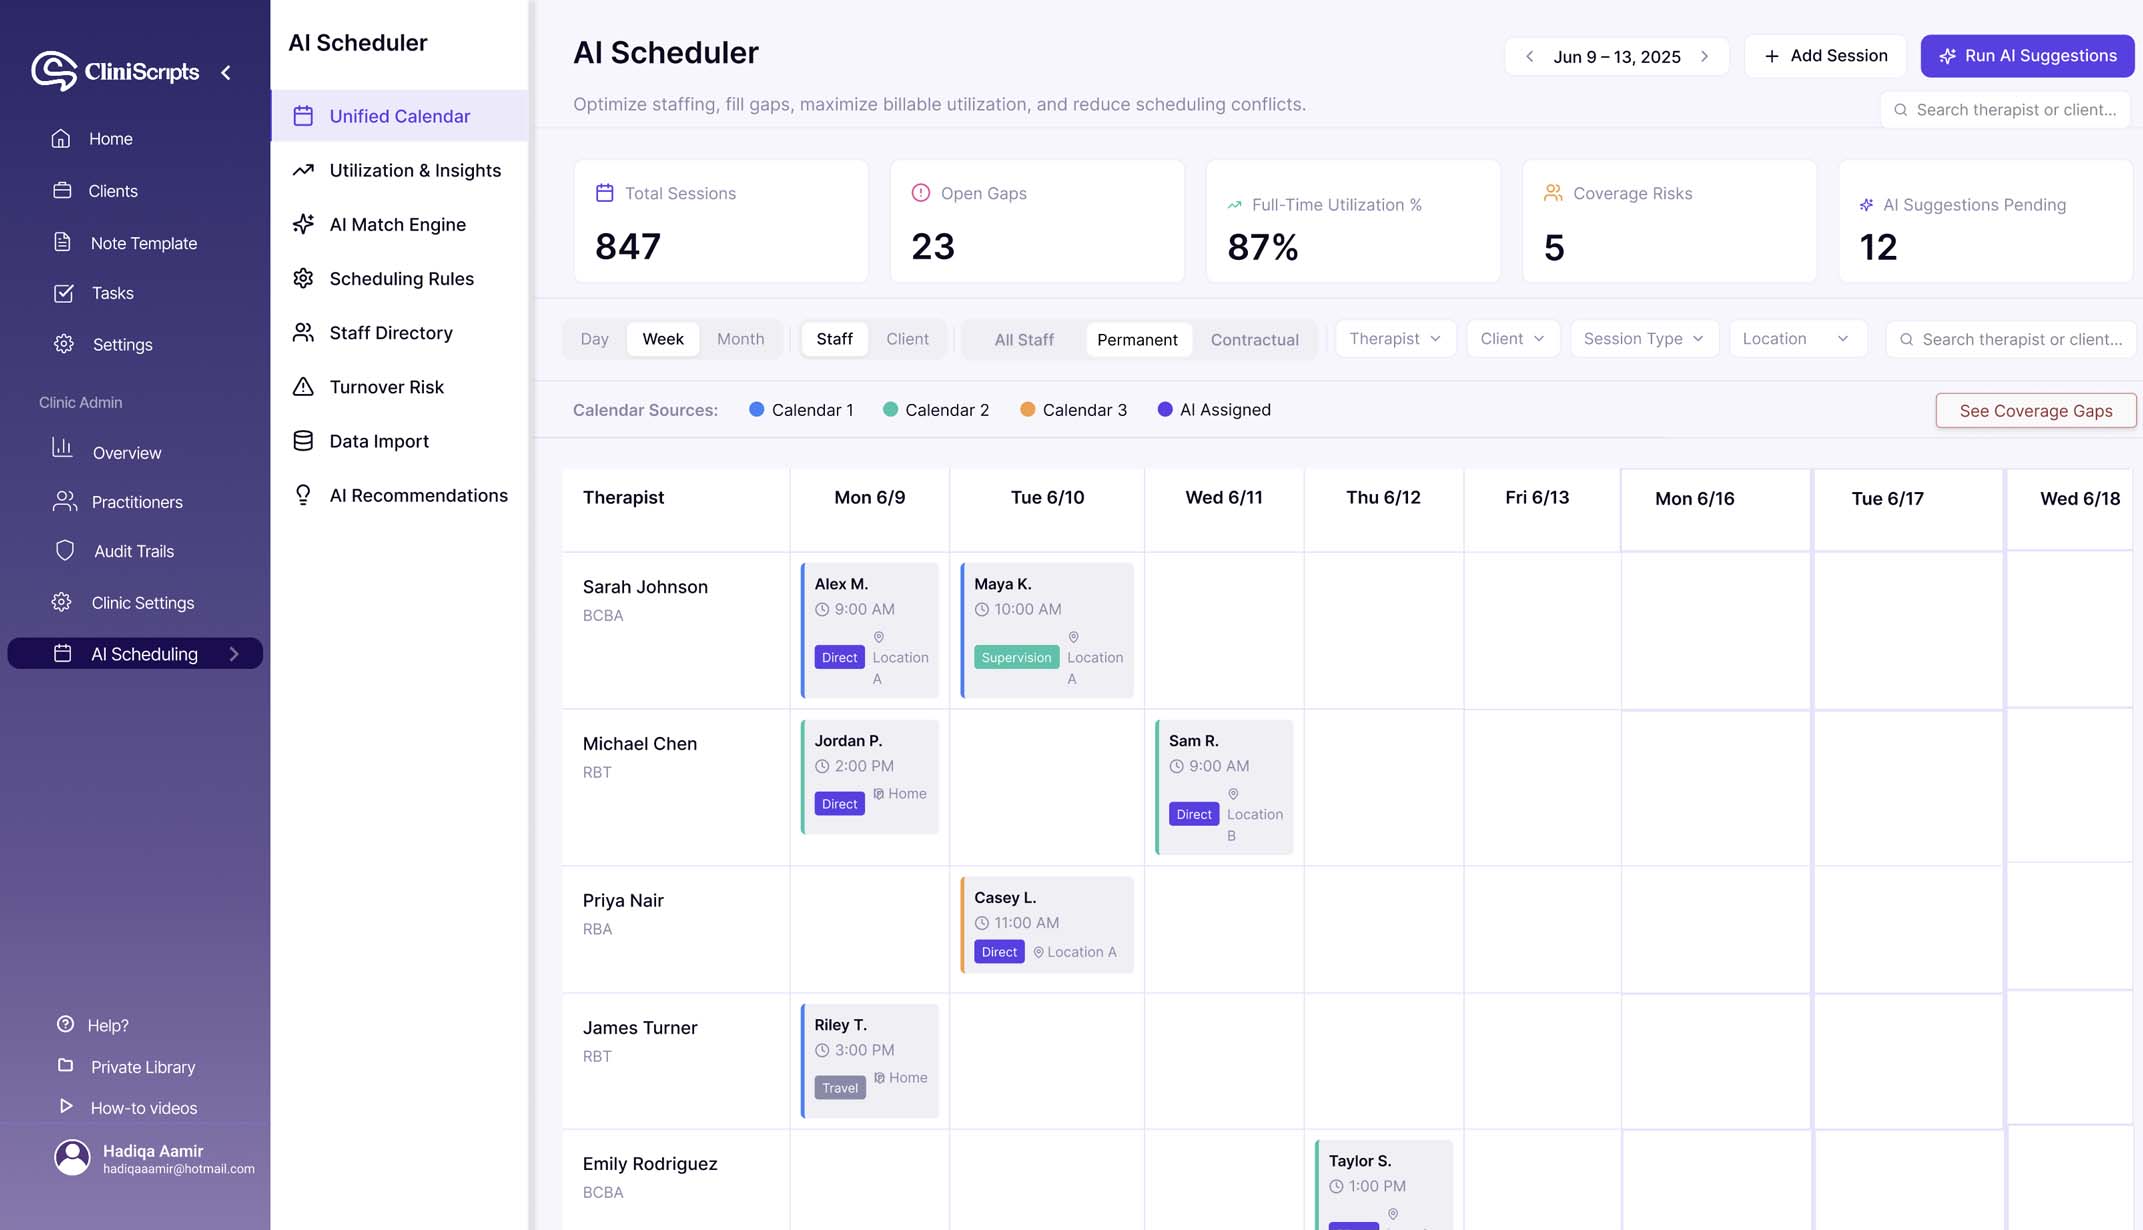 CliniScripts
Home
Clients
Note Template
Tasks
Settings
Clinic Admin
Overview
Practitioners
Audit Trails
Clinic Settings
AI Scheduling
Help?
Private Library
How-to videos
Hadiqa Aamir
hadiqaaamir@hotmail.com
AI Scheduler
Unified Calendar
Utilization & Insights
AI Match Engine
Scheduling Rules
Staff Directory
Turnover Risk
Data Import
AI Recommendations
AI Scheduler
Jun 9 – 13, 2025
Add Session
Run AI Suggestions
Optimize staffing, fill gaps, maximize billable utilization, and reduce scheduling conflicts.
Search therapist or client...
Total Sessions
847
Open Gaps
23
Full-Time Utilization %
87%
Coverage Risks
5
AI Suggestions Pending
12
Day Week Month
Staff Client
All Staff Permanent Contractual
Therapist
Client
Session Type
Location
Search therapist or client...
Calendar Sources: Calendar 1 Calendar 2 Calendar 3 AI Assigned
See Coverage Gaps
Therapist Mon 6/9 Tue 6/10 Wed 6/11 Thu 6/12 Fri 6/13 Mon 6/16 Tue 6/17 Wed 6/18
Sarah Johnson
BCBA
Alex M.
9:00 AM
Direct
Location
A
Maya K.
10:00 AM
Supervision
Location
A
Michael Chen
RBT
Jordan P.
2:00 PM
Direct
Home
Sam R.
9:00 AM
Direct
Location
B
Priya Nair
RBA
Casey L.
11:00 AM
Direct
Location A
James Turner
RBT
Riley T.
3:00 PM
Travel
Home
Emily Rodriguez
BCBA
Taylor S.
1:00 PM